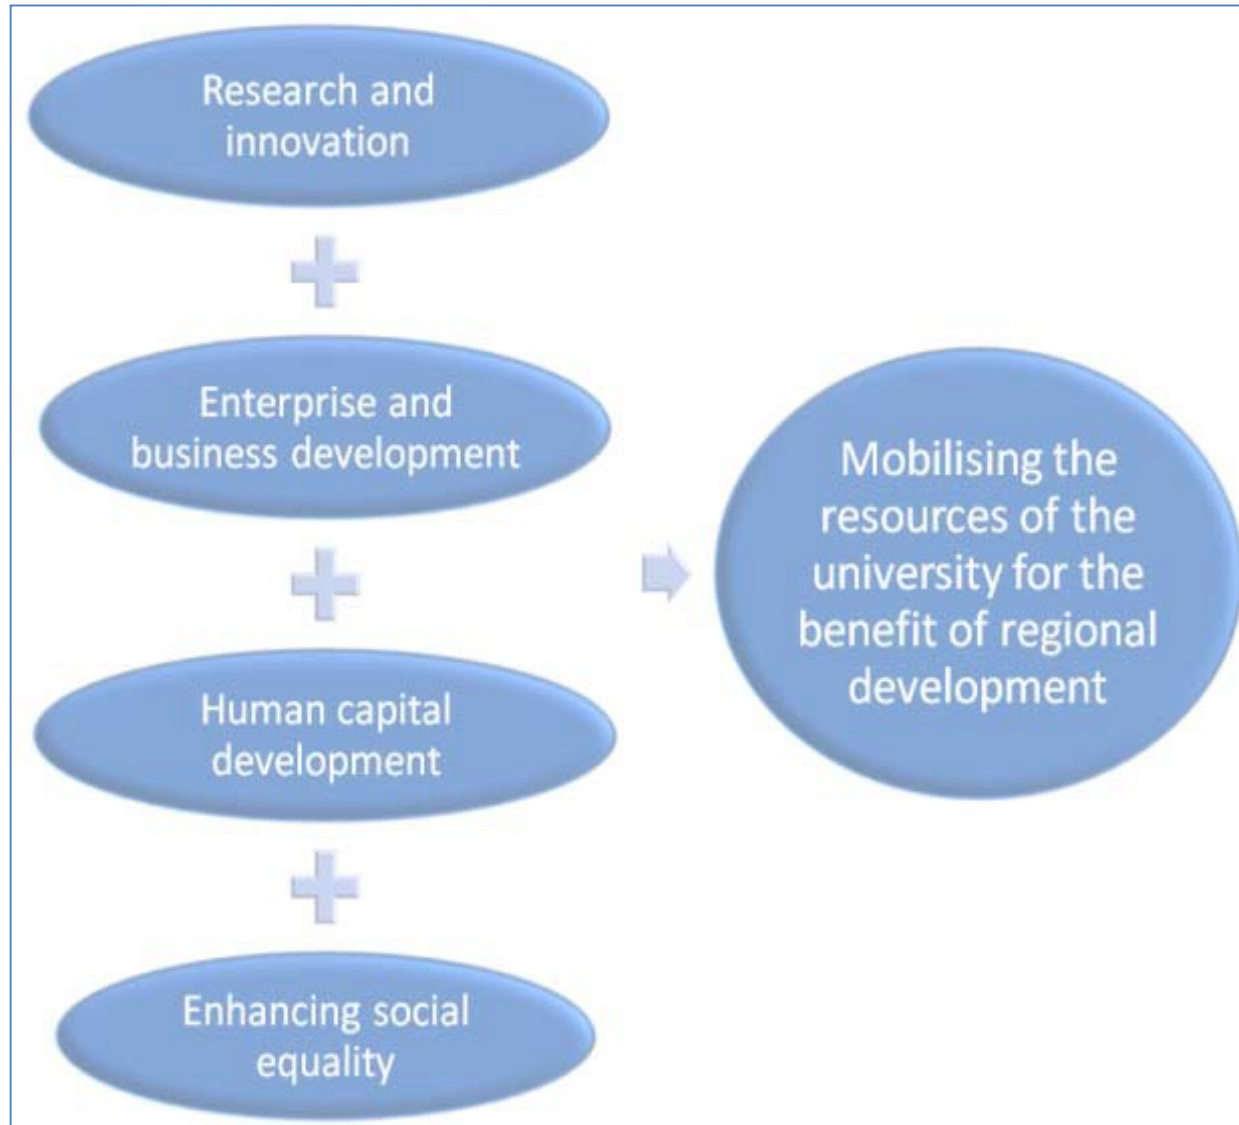 Research and
innovation
Enterprise and
business development
Human capital
development
Enhancing social
equality
Mobilising the
resources of the
university for the
benefit of regional
development